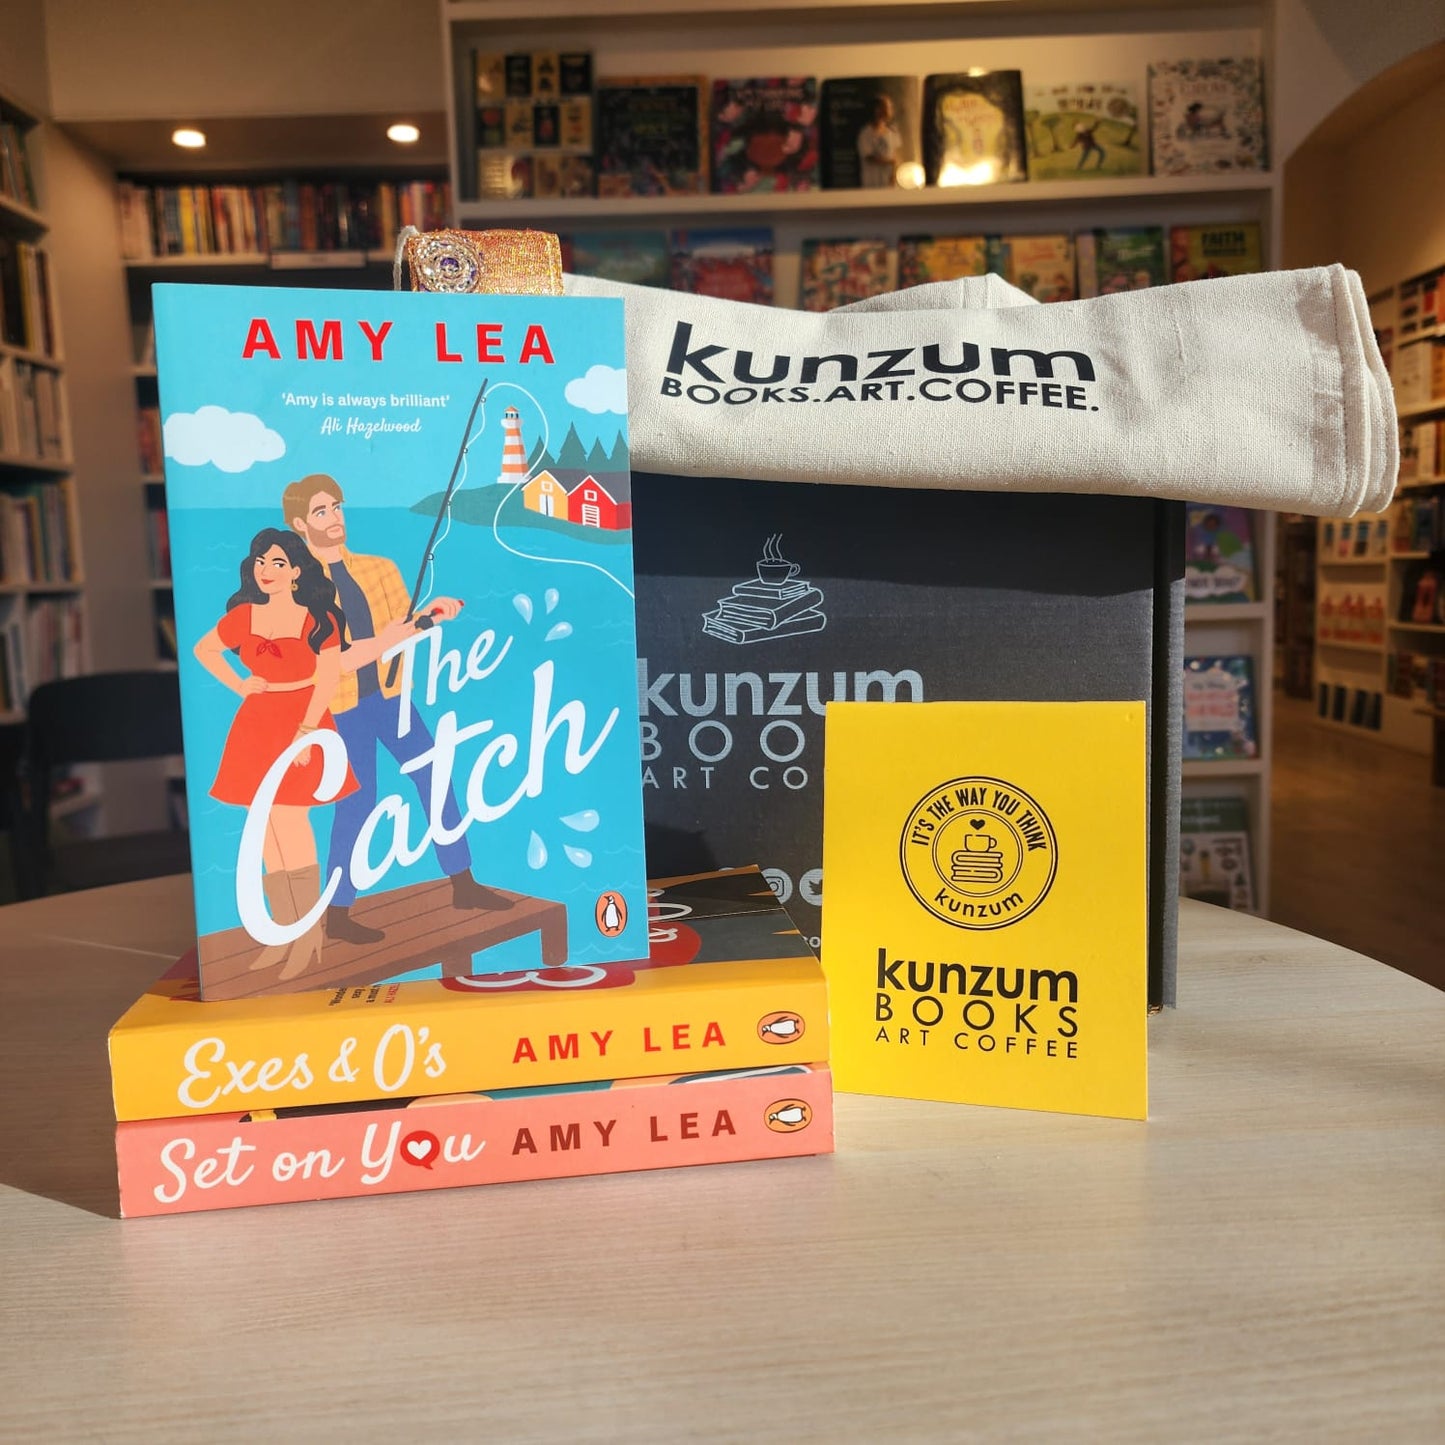 AMY LEA
‘Amy is always brilliant’
Ali Hazelwood
The
Catch
Exes & O's AMY LEA
Set on You AMY LEA
kunzum
BOOKS.ART.COFFEE.
kunzum
BOO
ART CO
IT'S THE WAY YOU THINK
kunzum
kunzum
BOOKS
ART COFFEE
FAITH